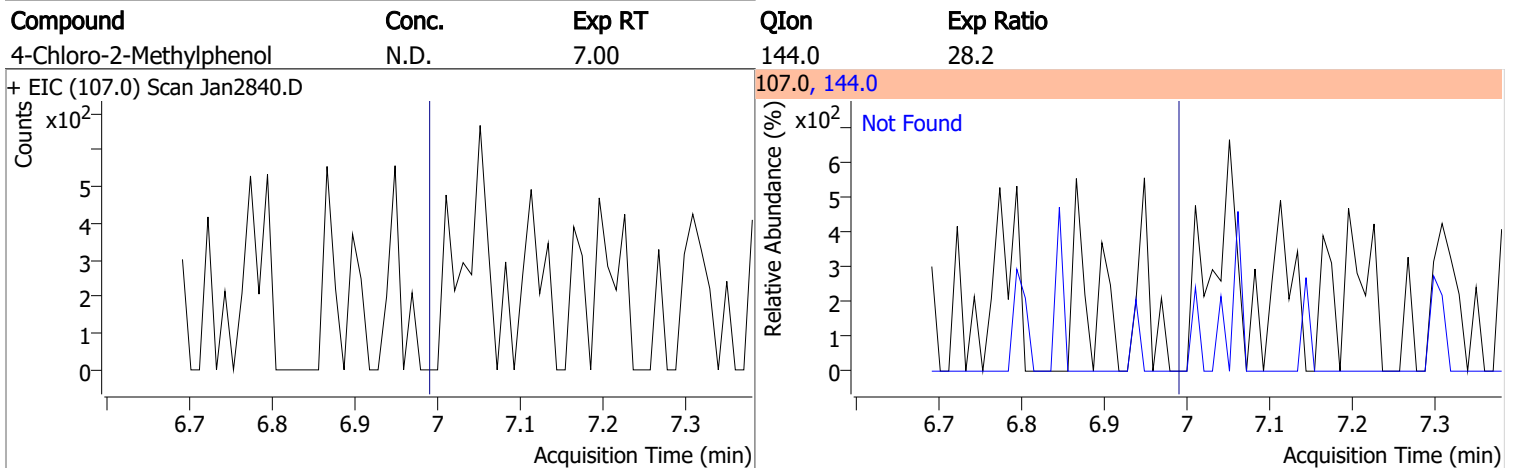 Compound Conc. Exp RT QIon Exp Ratio
4-Chloro-2-Methylphenol N.D. 7.00 144.0 28.2
+ EIC (107.0) Scan Jan2840.D
Counts
x10²
5
4
3
2
1
0
6.7 6.8 6.9 7 7.1 7.2 7.3
Acquisition Time (min)
107.0, 144.0
Relative Abundance (%)
x10²
Not Found
6
5
4
3
2
1
0
6.7 6.8 6.9 7 7.1 7.2 7.3
Acquisition Time (min)